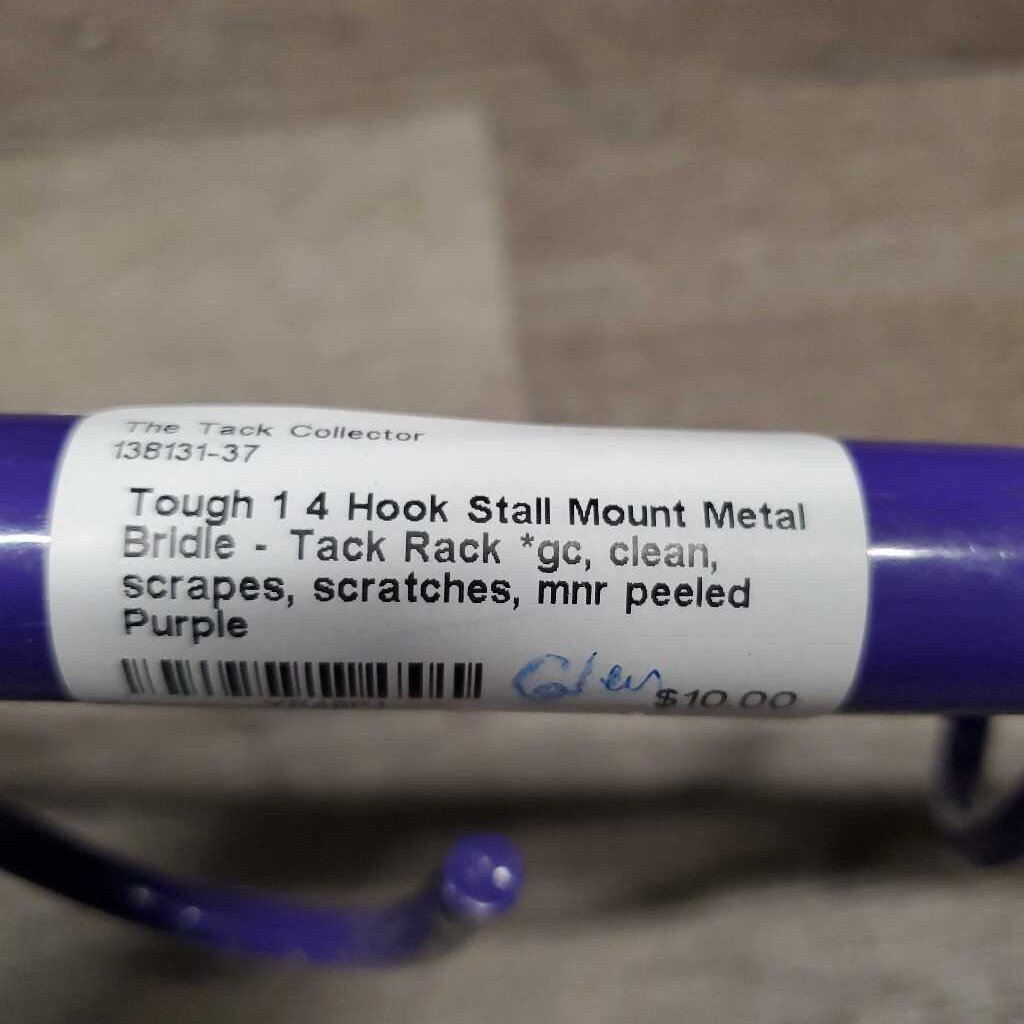 The Tack Collector
138131-37
Tough 1 4 Hook Stall Mount Metal
Bridle - Tack Rack *gc, clean,
scrapes, scratches, mnr peeled
Purple
$10.00